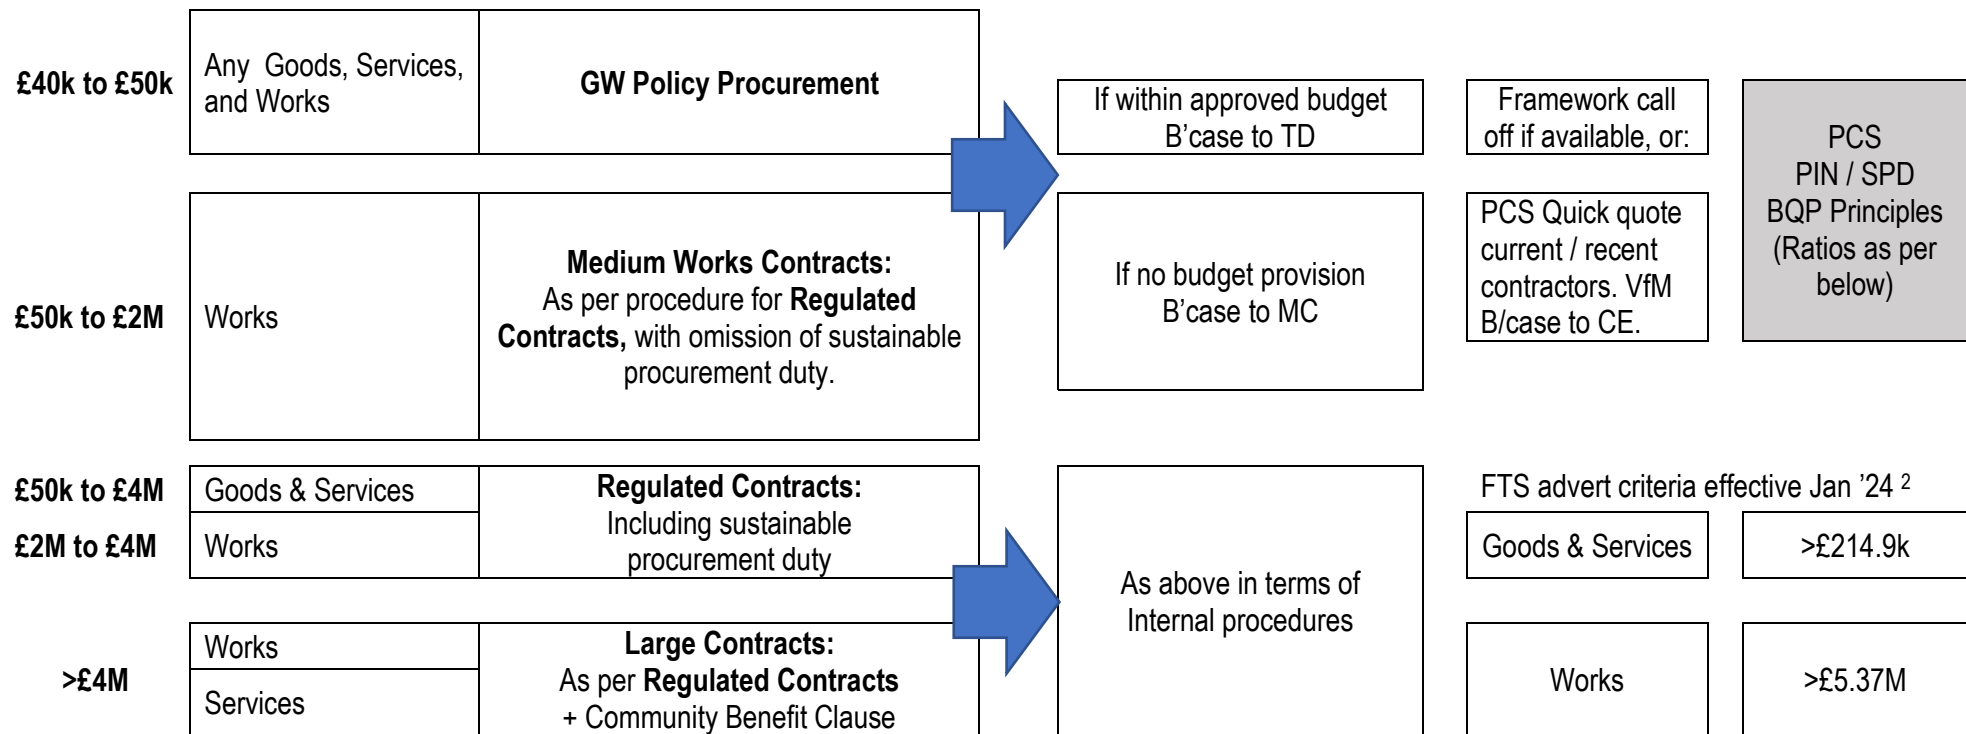 £40k to £50k
Any Goods, Services,
and Works
GW Policy Procurement
If within approved budget
B’case to TD
Framework call
off if available, or:
PCS
PIN / SPD
BQP Principles
(Ratios as per
below)
£50k to £2M
Works
Medium Works Contracts:
As per procedure for Regulated
Contracts, with omission of sustainable
procurement duty.
If no budget provision
B’case to MC
PCS Quick quote
current / recent
contractors. VfM
B/case to CE.
£50k to £4M
Goods & Services
£2M to £4M
Works
Regulated Contracts:
Including sustainable
procurement duty
As above in terms of
Internal procedures
FTS advert criteria effective Jan ’24 2
Goods & Services
>£214.9k
>£4M
Works
Services
Large Contracts:
As per Regulated Contracts
+ Community Benefit Clause
Works
>£5.37M